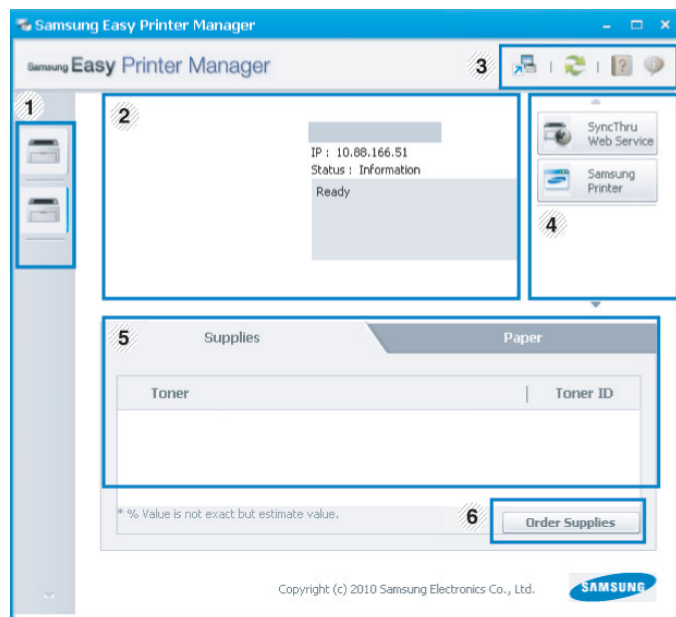 Samsung Easy Printer Manager
Samsung Easy Printer Manager
3
1
2
IP : 10.88.166.51
Status : Information
Ready
SyncThru
Web Service
Samsung
Printer
4
5 Supplies Paper
Toner Toner ID
* % Value is not exact but estimate value.
6 Order Supplies
Copyright (c) 2010 Samsung Electronics Co., Ltd. SAMSUNG